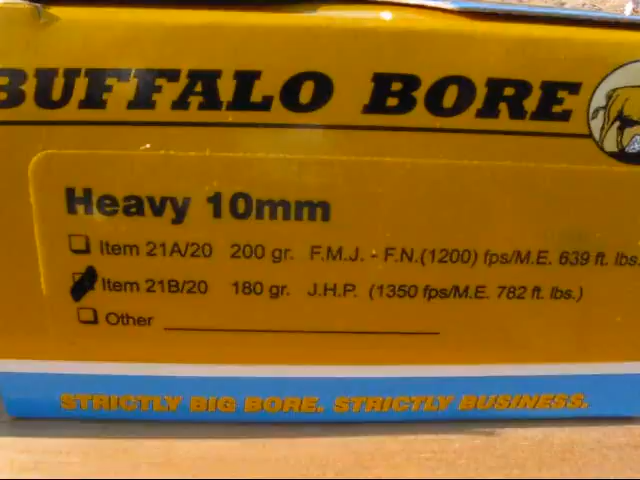 BUFFALO BORE
Heavy 10mm
Item 21A/20 200 gr. F.M.J. - F.N.(1200) fps/M.E. 639 ft. lbs.
Item 21B/20 180 gr. J.H.P. (1350 fps/M.E. 782 ft. lbs.)
Other
STRICTLY BIG BORE. STRICTLY BUSINESS.